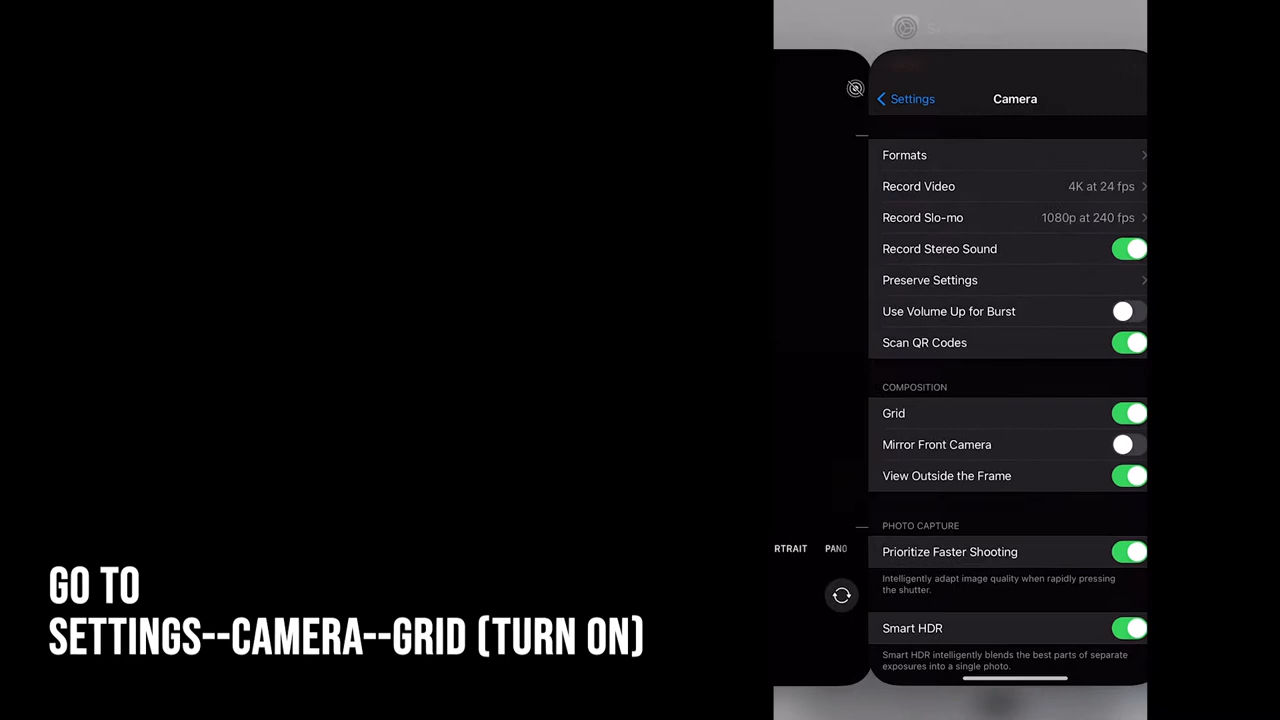 Settings
Camera
Formats
Record Video 4K at 24 fps
Record Slo-mo 1080p at 240 fps
Record Stereo Sound
Preserve Settings
Use Volume Up for Burst
Scan QR Codes
COMPOSITION
Grid
Mirror Front Camera
View Outside the Frame
PHOTO CAPTURE
Prioritize Faster Shooting
Intelligently adapt image quality when rapidly pressing
the shutter.
Smart HDR
Smart HDR intelligently blends the best parts of separate
exposures into a single photo.
RTRAIT PANO
GO TO
SETTINGS--CAMERA--GRID (TURN ON)